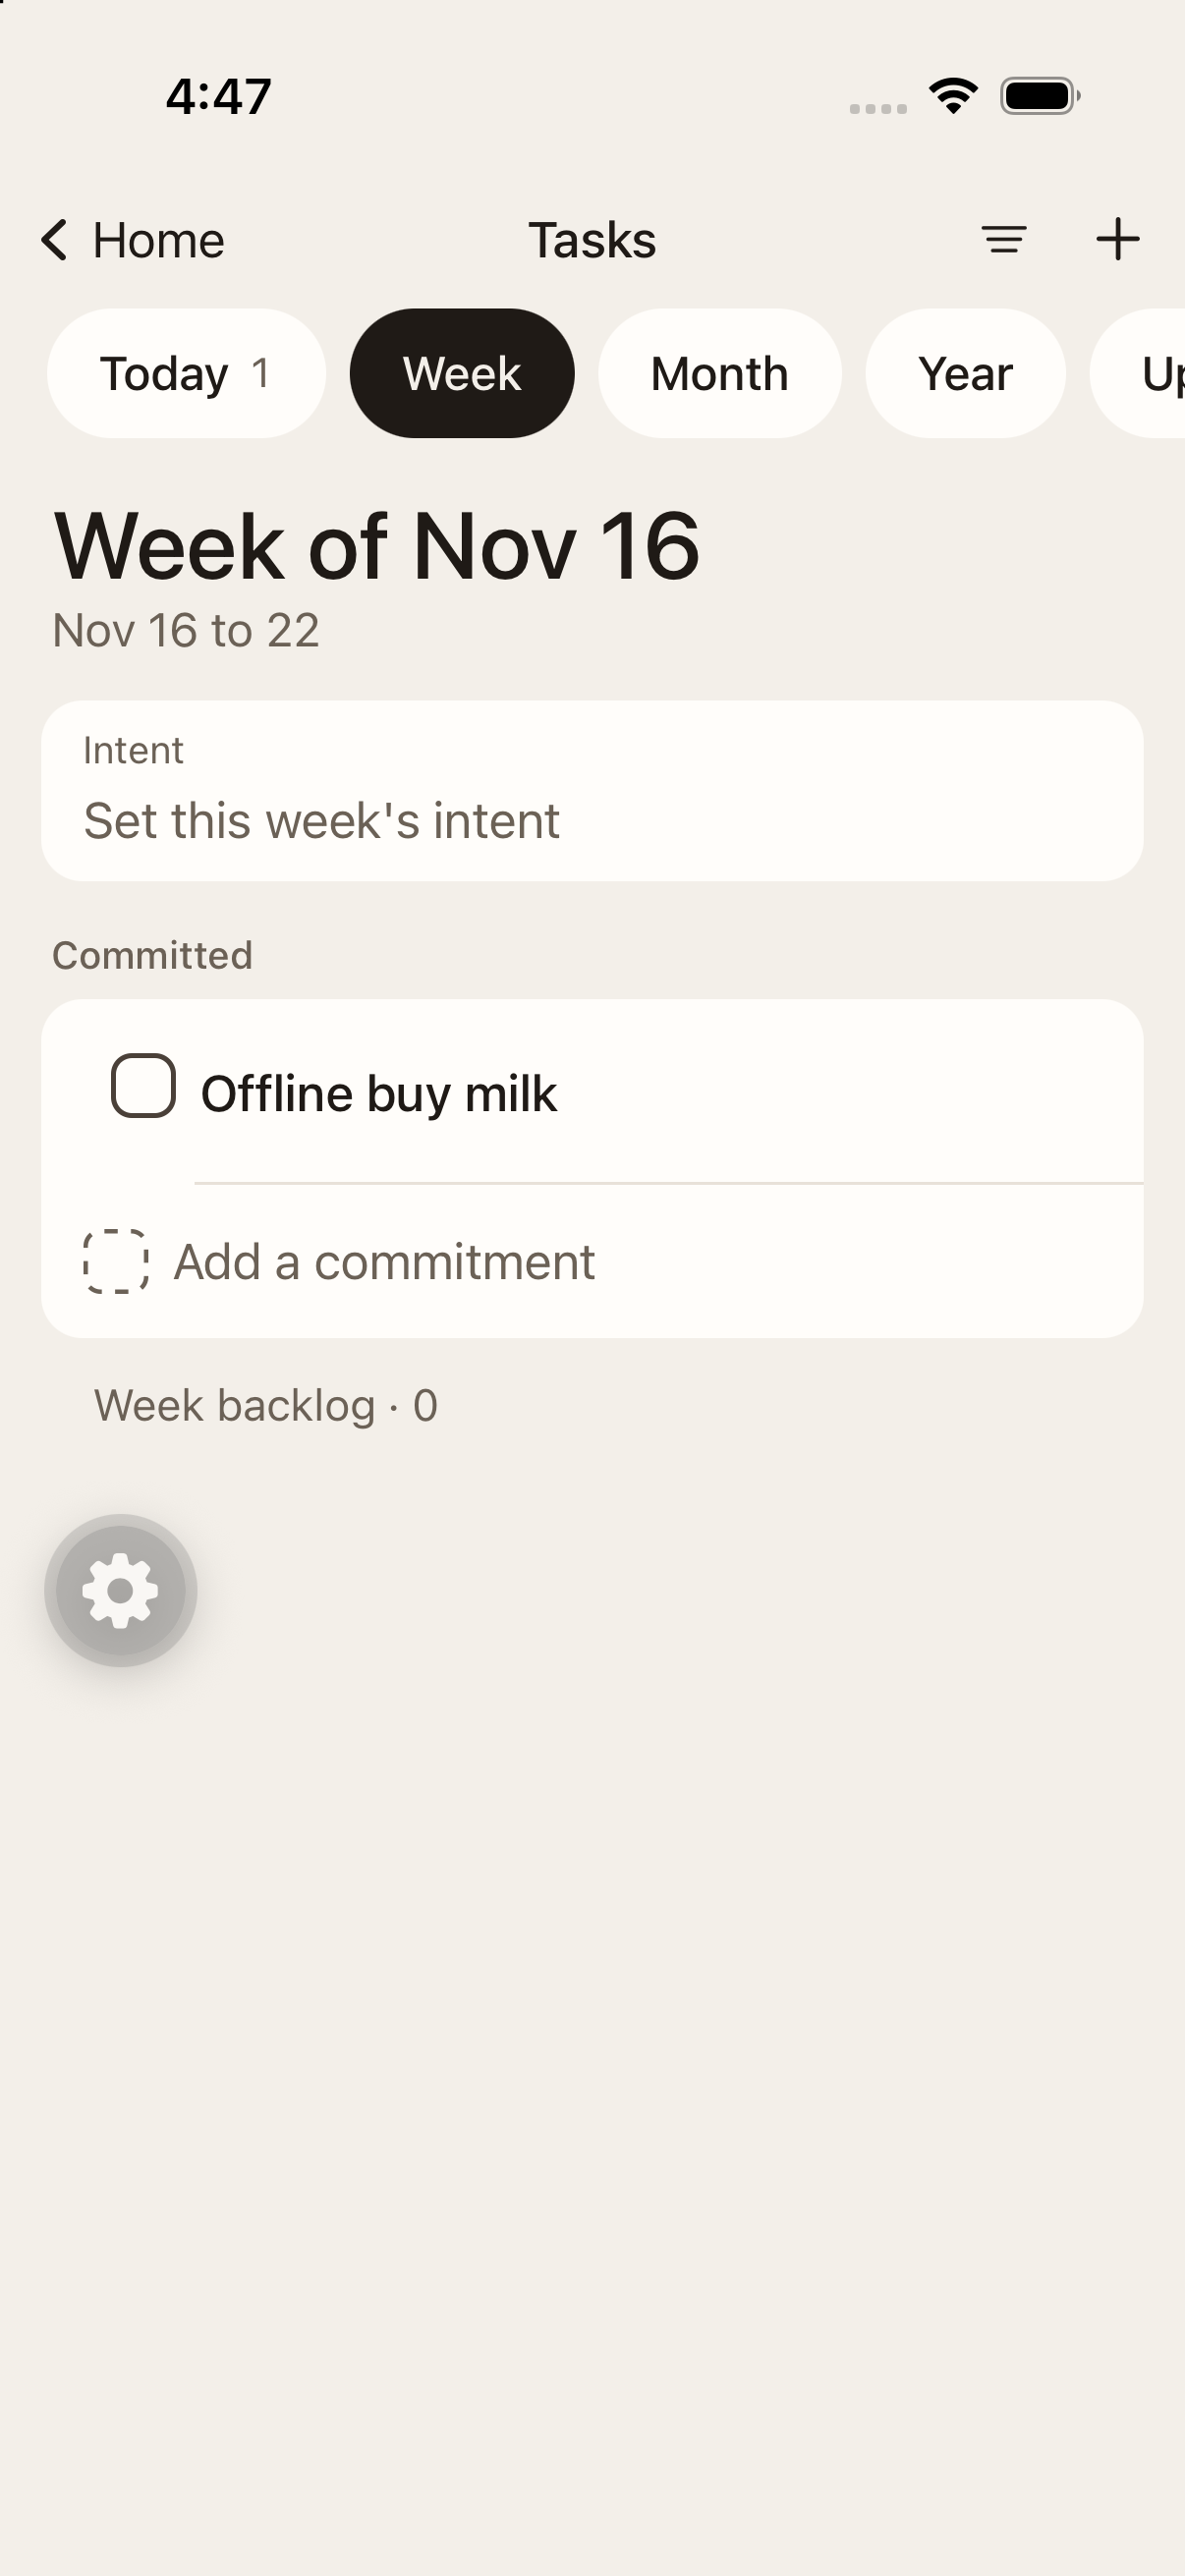 4:47
Home
Tasks
Today 1
Week
Month
Year
Up
Week of Nov 16
Nov 16 to 22
Intent
Set this week's intent
Committed
Offline buy milk
Add a commitment
Week backlog · 0